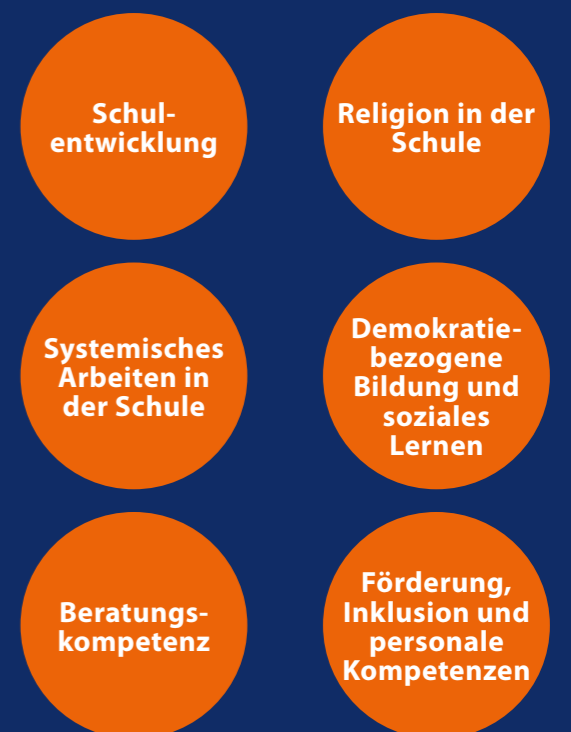 Schul-
entwicklung
Religion in der
Schule
Systemisches
Arbeiten in
der Schule
Demokratie-
bezogene
Bildung und
soziales
Lernen
Beratungs-
kompetenz
Förderung,
Inklusion und
personale
Kompetenzen